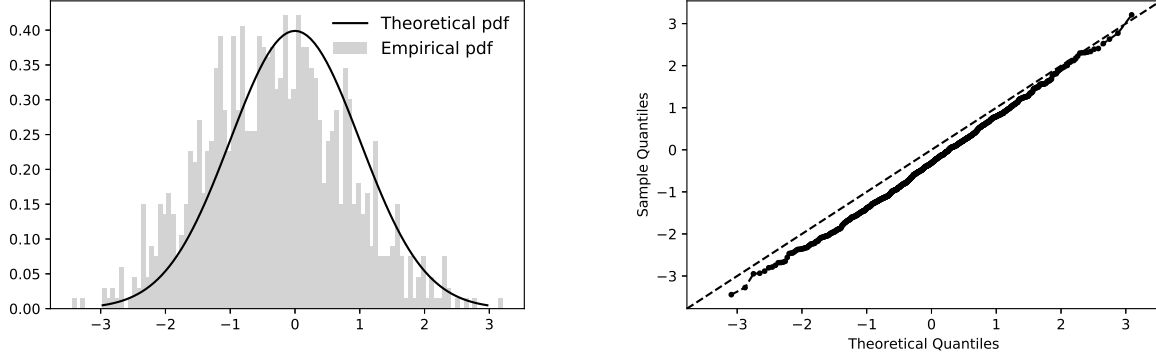 0.40
0.35
0.30
0.25
0.20
0.15
0.10
0.05
0.00
−3 −2 −1 0 1 2 3
Theoretical pdf
Empirical pdf
3
2
1
0
−1
−2
−3
Sample Quantiles
−3 −2 −1 0 1 2 3
Theoretical Quantiles